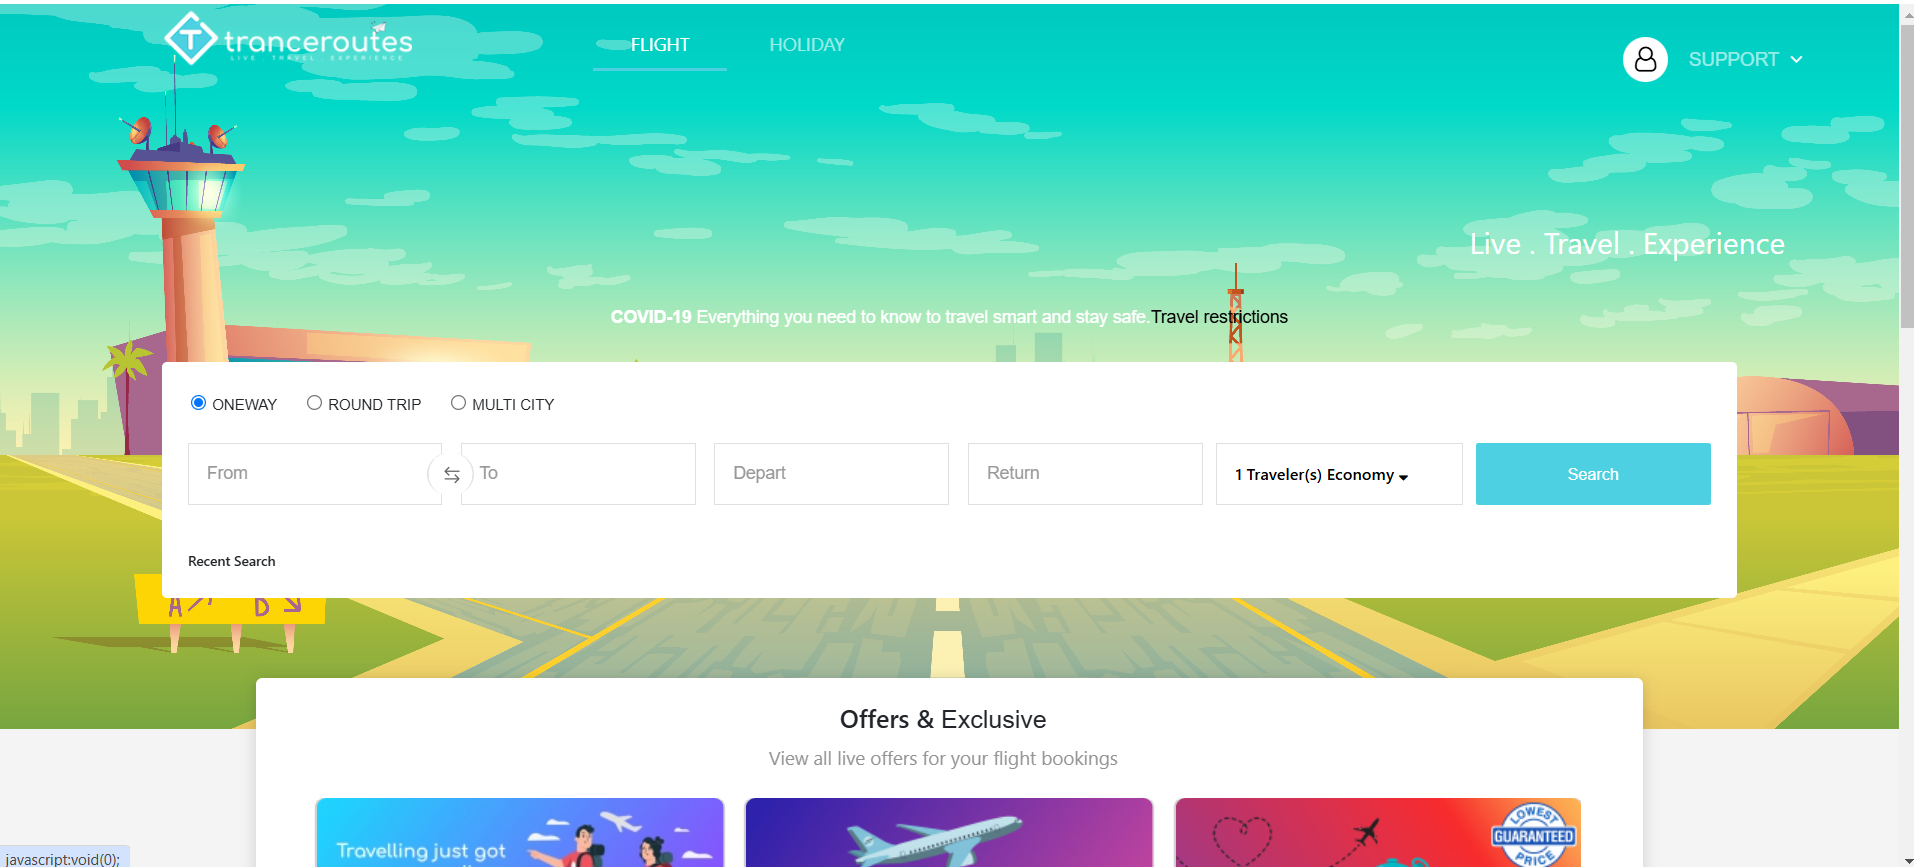 tranceroutes
LIVE . TRAVEL . EXPERIENCE
FLIGHT
HOLIDAY
SUPPORT
Live . Travel . Experience
COVID-19 Everything you need to know to travel smart and stay safe.Travel restrictions
ONEWAY
ROUND TRIP
MULTI CITY
From
To
Depart
Return
1 Traveler(s) Economy
Search
Recent Search
A
Offers & Exclusive
View all live offers for your flight bookings
Travelling just got
LOWEST
GUARANTEED
PRICE
javascript:void(0);